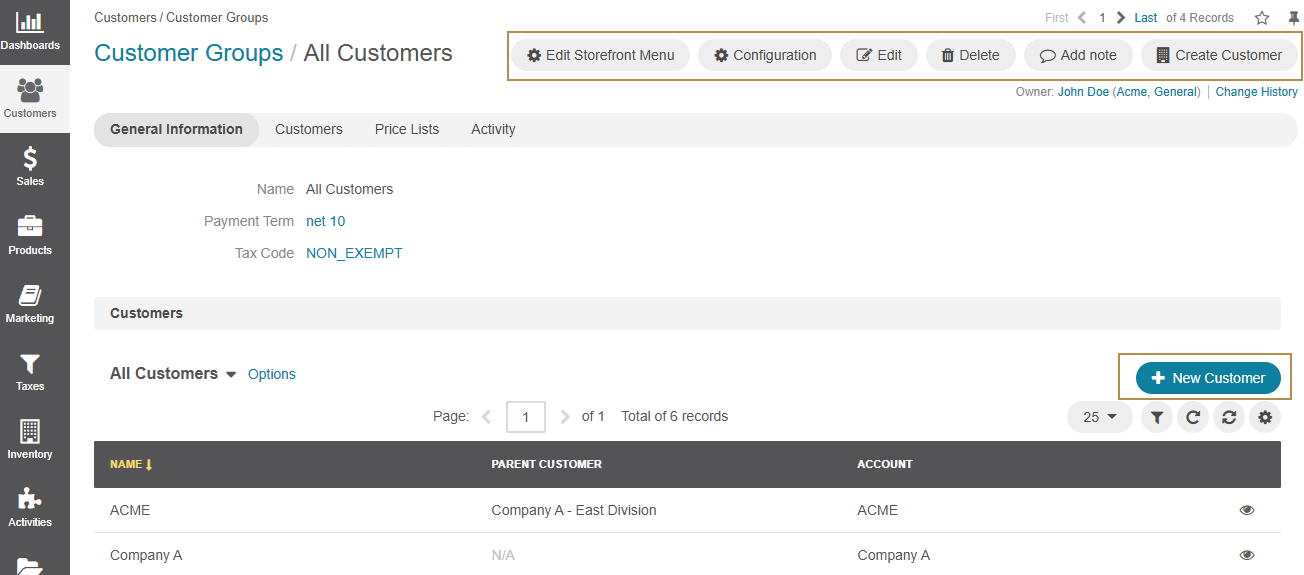 Dashboards
Customers
Sales
Products
Marketing
Taxes
Inventory
Activities
Customers / Customer Groups
First 1 Last of 4 Records
Customer Groups / All Customers
Edit Storefront Menu Configuration Edit Delete Add note Create Customer
Owner: John Doe (Acme, General) | Change History
General Information Customers Price Lists Activity
Name All Customers
Payment Term net 10
Tax Code NON_EXEMPT
Customers
All Customers Options
New Customer
Page: 1 of 1 Total of 6 records
25
NAME PARENT CUSTOMER ACCOUNT
ACME Company A - East Division ACME
Company A N/A Company A